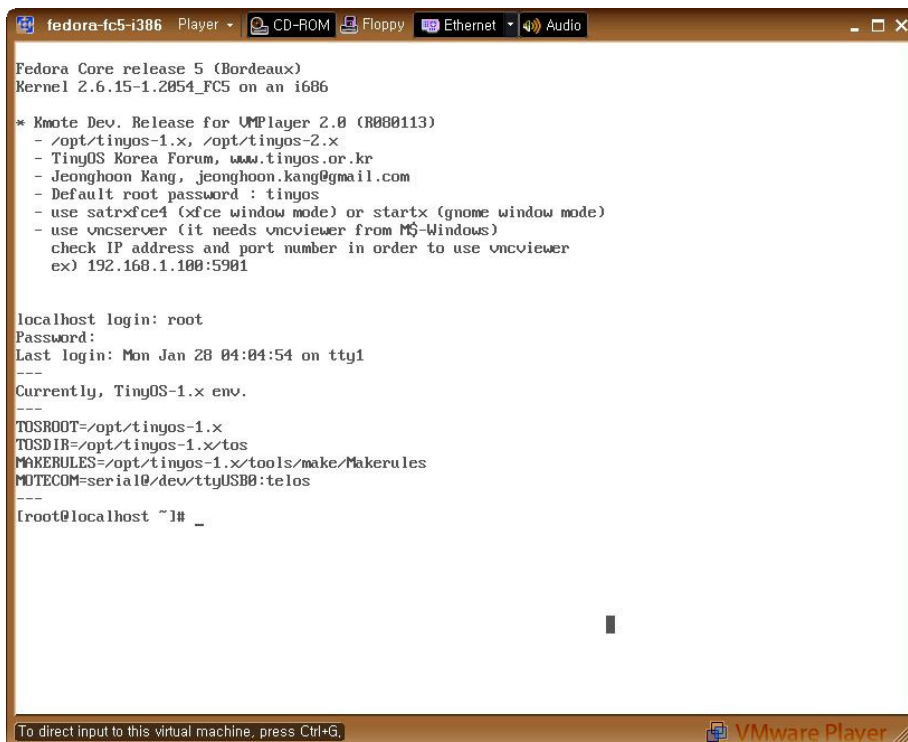 fedora-fc5-i386 Player CD-ROM Floppy Ethernet Audio
Fedora Core release 5 (Bordeaux)
Kernel 2.6.15-1.2054_FC5 on an i686
* Kmote Dev. Release for VMPlayer 2.0 (R080113)
- /opt/tinyos-1.x, /opt/tinyos-2.x
- TinyOS Korea Forum, www.tinyos.or.kr
- Jeonghoon Kang, jeonghoon.kang@gmail.com
- Default root password : tinyos
- use satrxfce4 (xfce window mode) or startx (gnome window mode)
- use vncserver (it needs vncviewer from M$-Windows)
check IP address and port number in order to use vncviewer
ex) 192.168.1.100:5901
localhost login: root
Password:
Last login: Mon Jan 28 04:04:54 on tty1
---
Currently, TinyOS-1.x env.
---
TOSROOT=/opt/tinyos-1.x
TOSDIR=/opt/tinyos-1.x/tos
MAKERULES=/opt/tinyos-1.x/tools/make/Makerules
MOTECOM=serial@/dev/ttyUSB0:telos
---
[root@localhost ~]# _
To direct input to this virtual machine, press Ctrl+G.
VMware Player